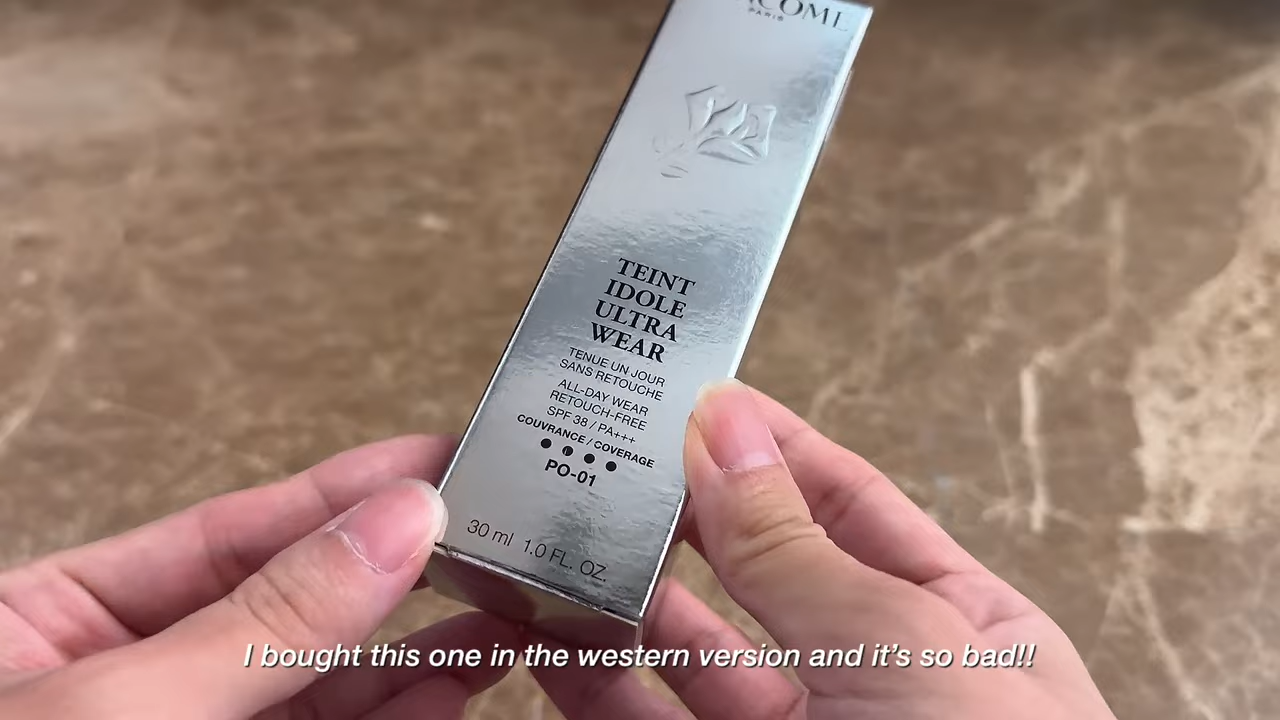 PARIS
TEINT
IDOLE
ULTRA
WEAR
TENUE UN JOUR
SANS RETOUCHE
ALL-DAY WEAR
RETOUCH-FREE
SPF 38 / PA+++
COUVRANCE / COVERAGE
PO-01
30 ml 1.0 FL. OZ.
I bought this one in the western version and it's so bad!!